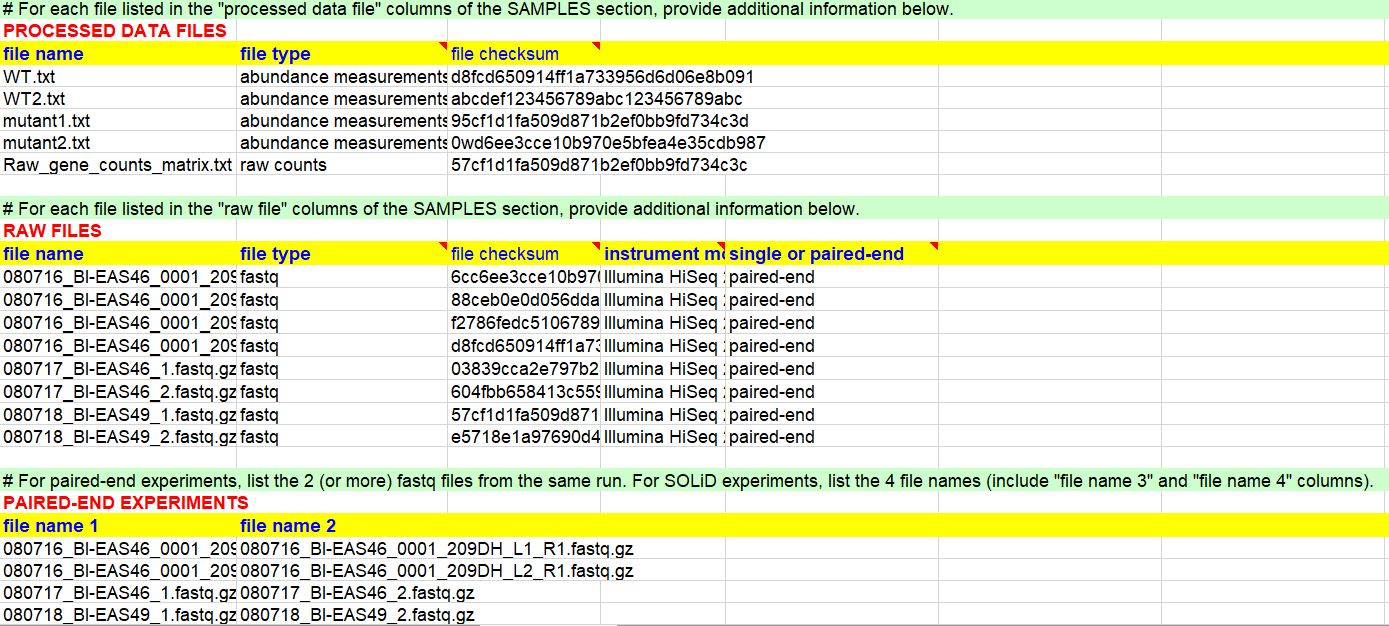 # For each file listed in the "processed data file" columns of the SAMPLES section, provide additional information below.
PROCESSED DATA FILES
file name file type file checksum
WT.txt abundance measurements d8fcd650914ff1a733956d6d06e8b091
WT2.txt abundance measurements abcdef123456789abc123456789abc
mutant1.txt abundance measurements 95cf1d1fa509d871b2ef0bb9fd734c3d
mutant2.txt abundance measurements 0wd6ee3cce10b970e5bfea4e35cdb987
Raw_gene_counts_matrix.txt raw counts 57cf1d1fa509d871b2ef0bb9fd734c3c
# For each file listed in the "raw file" columns of the SAMPLES section, provide additional information below.
RAW FILES
file name file type file checksum instrument mo single or paired-end
080716_BI-EAS46_0001_209 fastq 6cc6ee3cce10b970 Illumina HiSeq paired-end
080716_BI-EAS46_0001_209 fastq 88ceb0e0d056dda Illumina HiSeq paired-end
080716_BI-EAS46_0001_209 fastq f2786fedc5106789 Illumina HiSeq paired-end
080716_BI-EAS46_0001_209 fastq d8fcd650914ff1a73 Illumina HiSeq paired-end
080717_BI-EAS46_1.fastq.gz fastq 03839cca2e797b2 Illumina HiSeq paired-end
080717_BI-EAS46_2.fastq.gz fastq 604fbb658413c559 Illumina HiSeq paired-end
080718_BI-EAS49_1.fastq.gz fastq 57cf1d1fa509d871 Illumina HiSeq paired-end
080718_BI-EAS49_2.fastq.gz fastq e5718e1a97690d4 Illumina HiSeq paired-end
# For paired-end experiments, list the 2 (or more) fastq files from the same run. For SOLiD experiments, list the 4 file names (include "file name 3" and "file name 4" columns).
PAIRED-END EXPERIMENTS
file name 1 file name 2
080716_BI-EAS46_0001_209 080716_BI-EAS46_0001_209DH_L1_R1.fastq.gz
080716_BI-EAS46_0001_209 080716_BI-EAS46_0001_209DH_L2_R1.fastq.gz
080717_BI-EAS46_1.fastq.gz 080717_BI-EAS46_2.fastq.gz
080718_BI-EAS49_1.fastq.gz 080718_BI-EAS49_2.fastq.gz